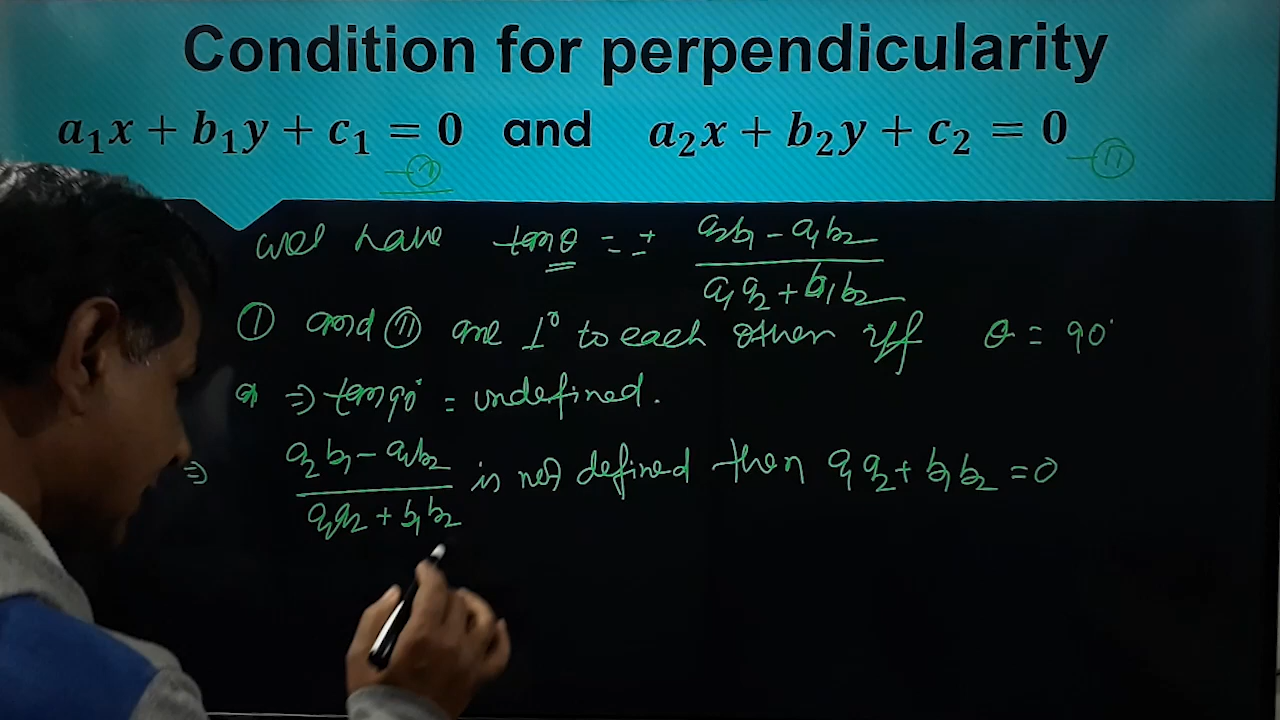 Condition for perpendicularity
a₁x + b₁y + c₁ = 0 and a₂x + b₂y + c₂ = 0
—Ⓘ —Ⓘⓘ
we have tanθ = ± (a₂b₁ - a₁b₂)/(a₁a₂ + b₁b₂)
Ⓘ and Ⓘⓘ are ⊥ʳ to each other iff θ = 90°
⇒ tan90° = undefined.
⇒ (a₂b₁ - a₁b₂)/(a₁a₂ + b₁b₂) is not defined then a₁a₂ + b₁b₂ = 0